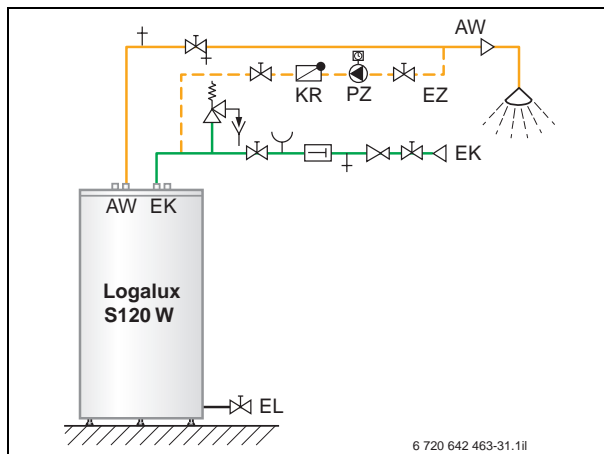 AW
KR PZ EZ
EK
AW EK
Logalux
S120 W
EL
6 720 642 463-31.1il